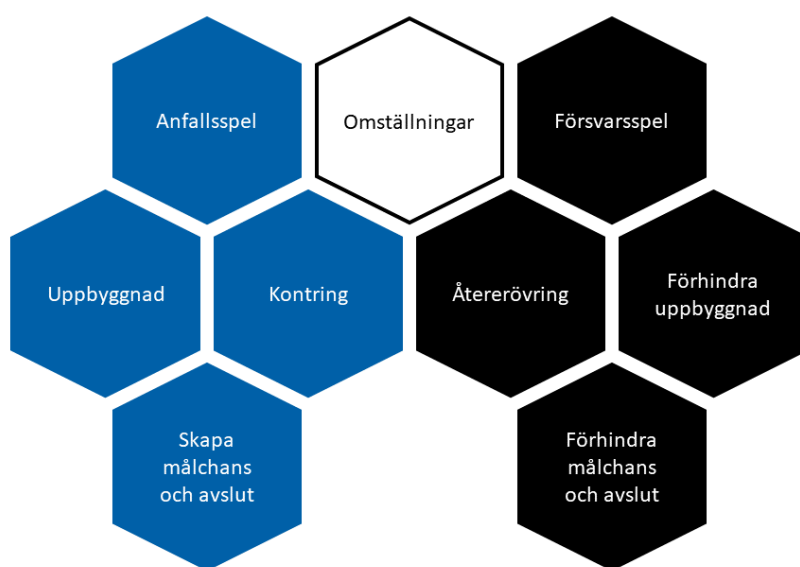 Anfallsspel
Omställningar
Försvarsspel
Uppbyggnad
Kontring
Återerövring
Förhindra
uppbyggnad
Skapa
målchans
och avslut
Förhindra
målchans
och avslut